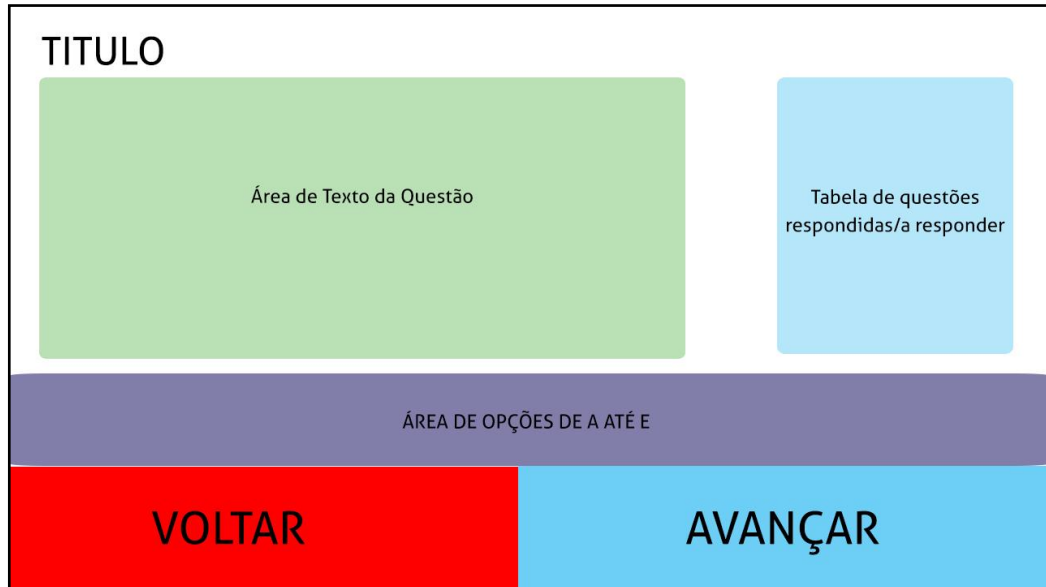 TITULO
Área de Texto da Questão
Tabela de questões
respondidas/a responder
ÁREA DE OPÇÕES DE A ATÉ E
VOLTAR
AVANÇAR